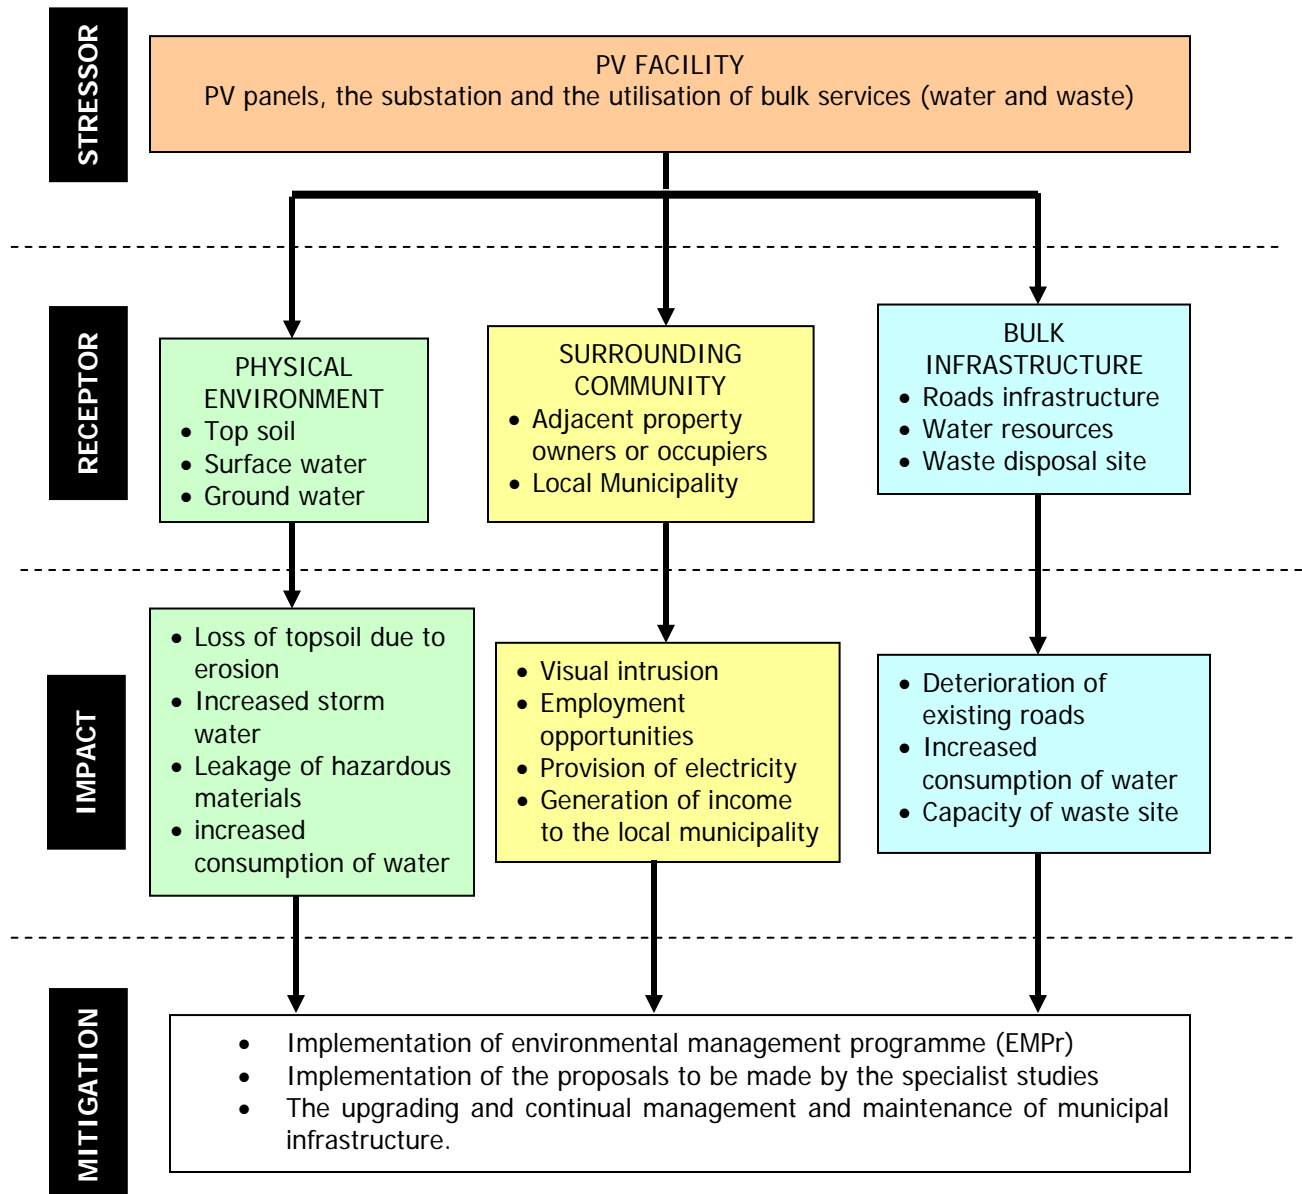 STRESSOR
PV FACILITY
PV panels, the substation and the utilisation of bulk services (water and waste)
RECEPTOR
PHYSICAL
ENVIRONMENT
• Top soil
• Surface water
• Ground water
SURROUNDING
COMMUNITY
• Adjacent property
owners or occupiers
• Local Municipality
BULK
INFRASTRUCTURE
• Roads infrastructure
• Water resources
• Waste disposal site
IMPACT
• Loss of topsoil due to
erosion
• Increased storm
water
• Leakage of hazardous
materials
• increased
consumption of water
• Visual intrusion
• Employment
opportunities
• Provision of electricity
• Generation of income
to the local municipality
• Deterioration of
existing roads
• Increased
consumption of water
• Capacity of waste site
MITIGATION
• Implementation of environmental management programme (EMPr)
• Implementation of the proposals to be made by the specialist studies
• The upgrading and continual management and maintenance of municipal
infrastructure.